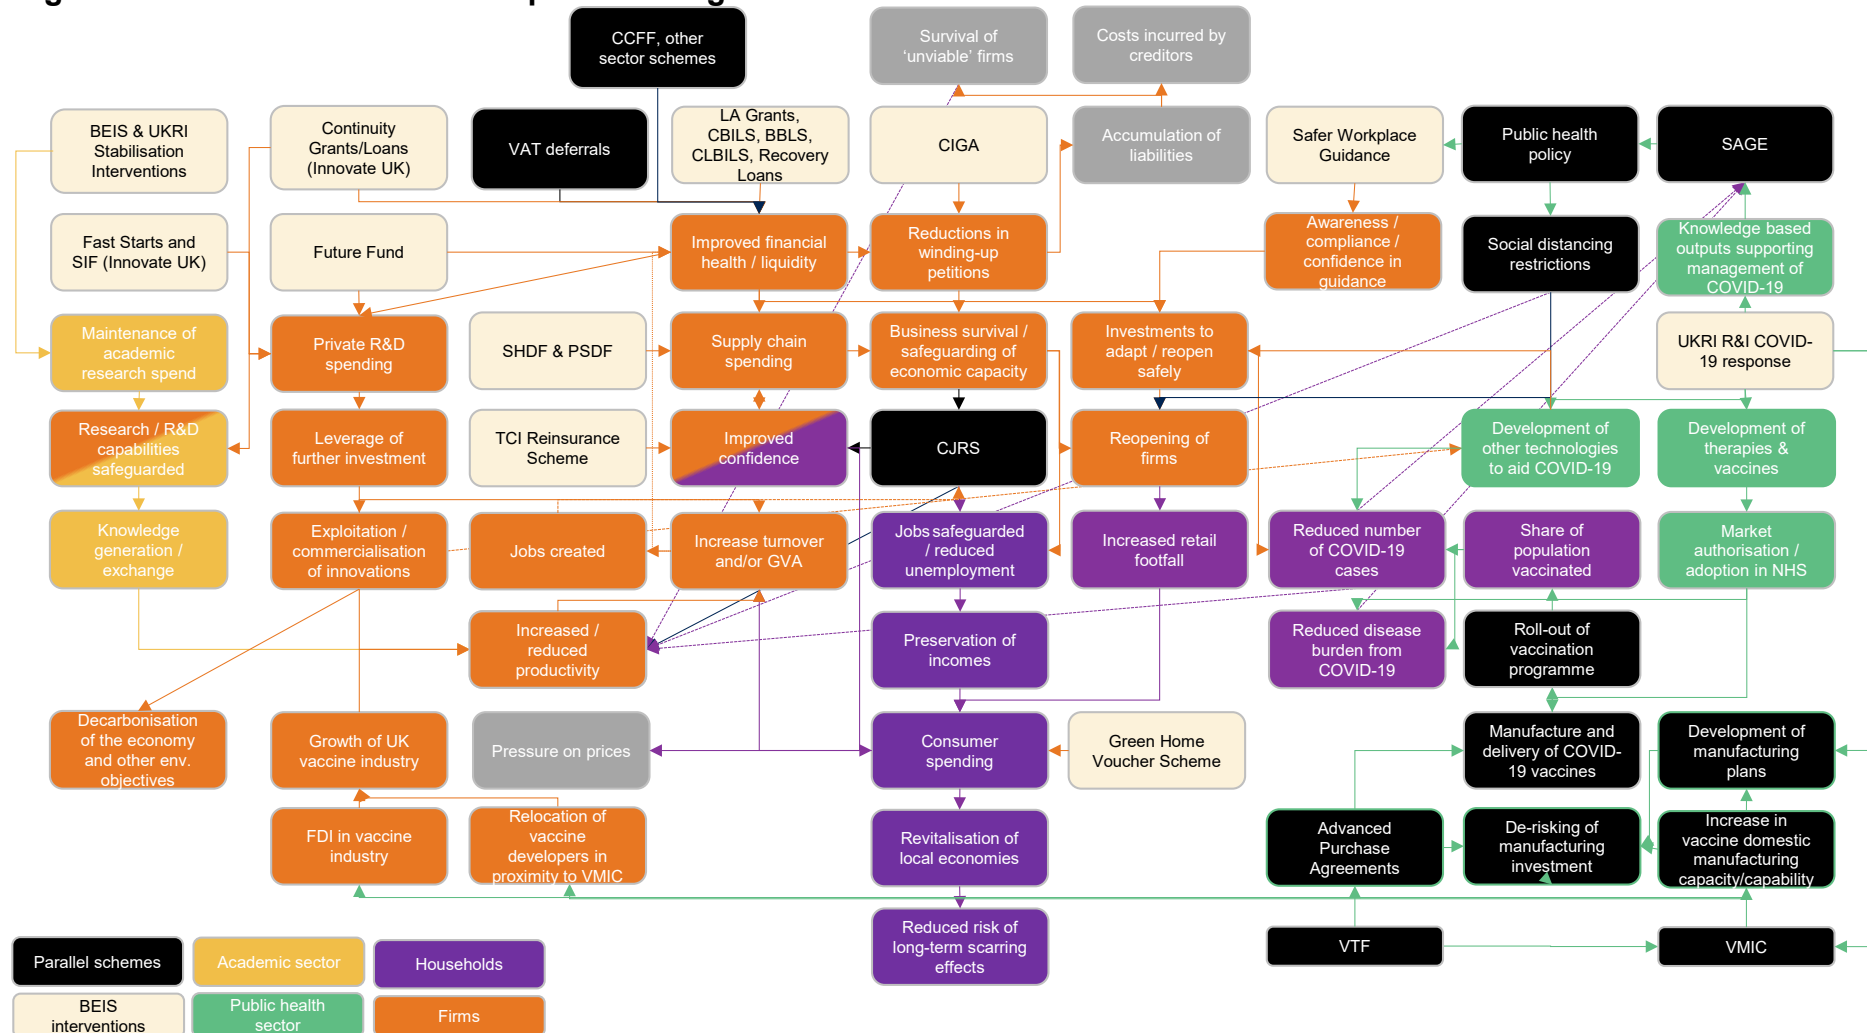 CCFF, other
sector schemes
Survival of
‘unviable’ firms
Costs incurred by
creditors
BEIS & UKRI
Stabilisation
Interventions
Continuity
Grants/Loans
(Innovate UK)
VAT deferrals
LA Grants,
CBILS, BBLS,
CLBILS, Recovery
Loans
CIGA
Accumulation of
liabilities
Safer Workplace
Guidance
Public health
policy
SAGE
Fast Starts and
SIF (Innovate UK)
Future Fund
Improved financial
health / liquidity
Reductions in
winding-up
petitions
Awareness /
compliance /
confidence in
guidance
Social distancing
restrictions
Knowledge based
outputs supporting
management of
COVID-19
Maintenance of
academic
research spend
Private R&D
spending
SHDF & PSDF
Supply chain
spending
Business survival /
safeguarding of
economic capacity
Investments to
adapt / reopen
safely
UKRI R&I COVID-
19 response
Research / R&D
capabilities
safeguarded
Leverage of
further investment
TCI Reinsurance
Scheme
Improved
confidence
CJRS
Reopening of
firms
Development of
other technologies
to aid COVID-19
Development of
therapies &
vaccines
Knowledge
generation /
exchange
Exploitation /
commercialisation
of innovations
Jobs created
Increase turnover
and/or GVA
Jobs safeguarded
/ reduced
unemployment
Increased retail
footfall
Reduced number
of COVID-19
cases
Share of
population
vaccinated
Market
authorisation /
adoption in NHS
Increased /
reduced
productivity
Preservation of
incomes
Reduced disease
burden from
COVID-19
Roll-out of
vaccination
programme
Decarbonisation
of the economy
and other env.
objectives
Growth of UK
vaccine industry
Pressure on prices
Consumer
spending
Green Home
Voucher Scheme
Manufacture and
delivery of COVID-
19 vaccines
Development of
manufacturing
plans
FDI in vaccine
industry
Relocation of
vaccine
developers in
proximity to VMIC
Revitalisation of
local economies
Advanced
Purchase
Agreements
De-risking of
manufacturing
investment
Increase in
vaccine domestic
manufacturing
capacity/capability
Reduced risk of
long-term scarring
effects
VTF
VMIC
Parallel schemes
Academic sector
Households
BEIS
interventions
Public health
sector
Firms